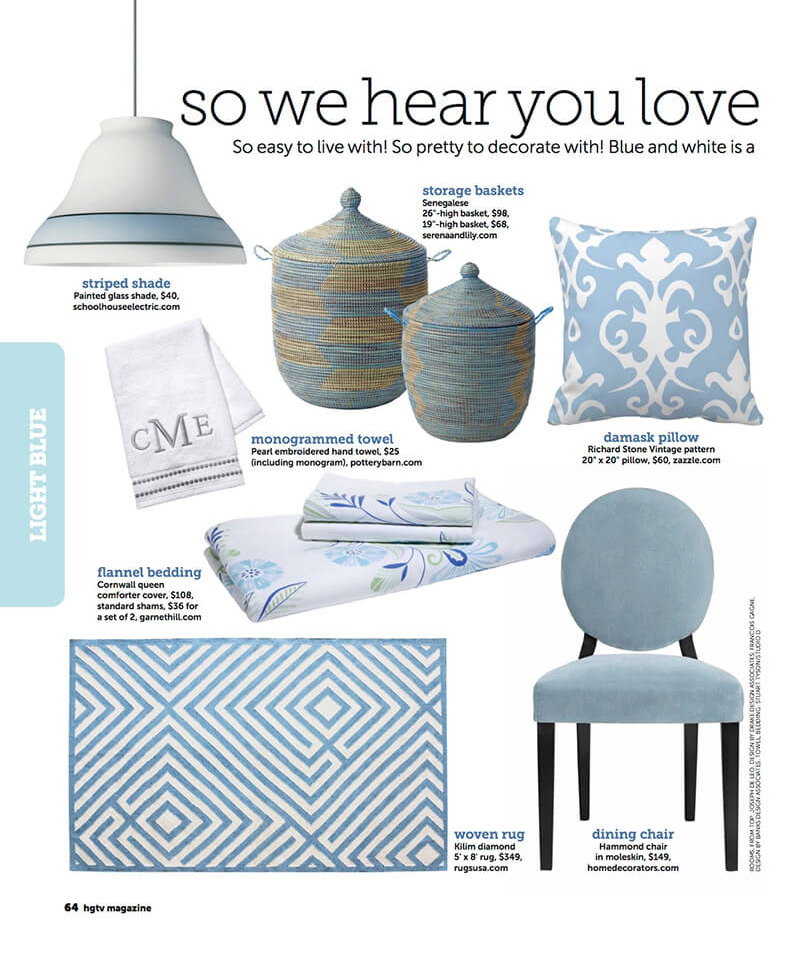 so we hear you love
So easy to live with! So pretty to decorate with! Blue and white is a
storage baskets
Senegalese
26"-high basket, $98,
19"-high basket, $68,
serenaandlily.com
striped shade
Painted glass shade, $40,
schoolhouseelectric.com
LIGHT BLUE
CME
monogrammed towel
Pearl embroidered hand towel, $25
(including monogram), potterybarn.com
damask pillow
Richard Stone Vintage pattern
20" x 20" pillow, $60, zazzle.com
flannel bedding
Cornwall queen
comforter cover, $108,
standard shams, $36 for
a set of 2, garnethill.com
woven rug
Kilim diamond
5' x 8' rug, $349,
rugsusa.com
dining chair
Hammond chair
in moleskin, $149,
homedecorators.com
ROOMS, FROM TOP: JOSEPH DE LEO, DESIGN BY DRAKE DESIGN ASSOCIATES; FRANCOIS GAGNE,
DESIGN BY BANKS DESIGN ASSOCIATES. TOWEL, BEDDING: STUART TYSON/STUDIO D
64 hgtv magazine